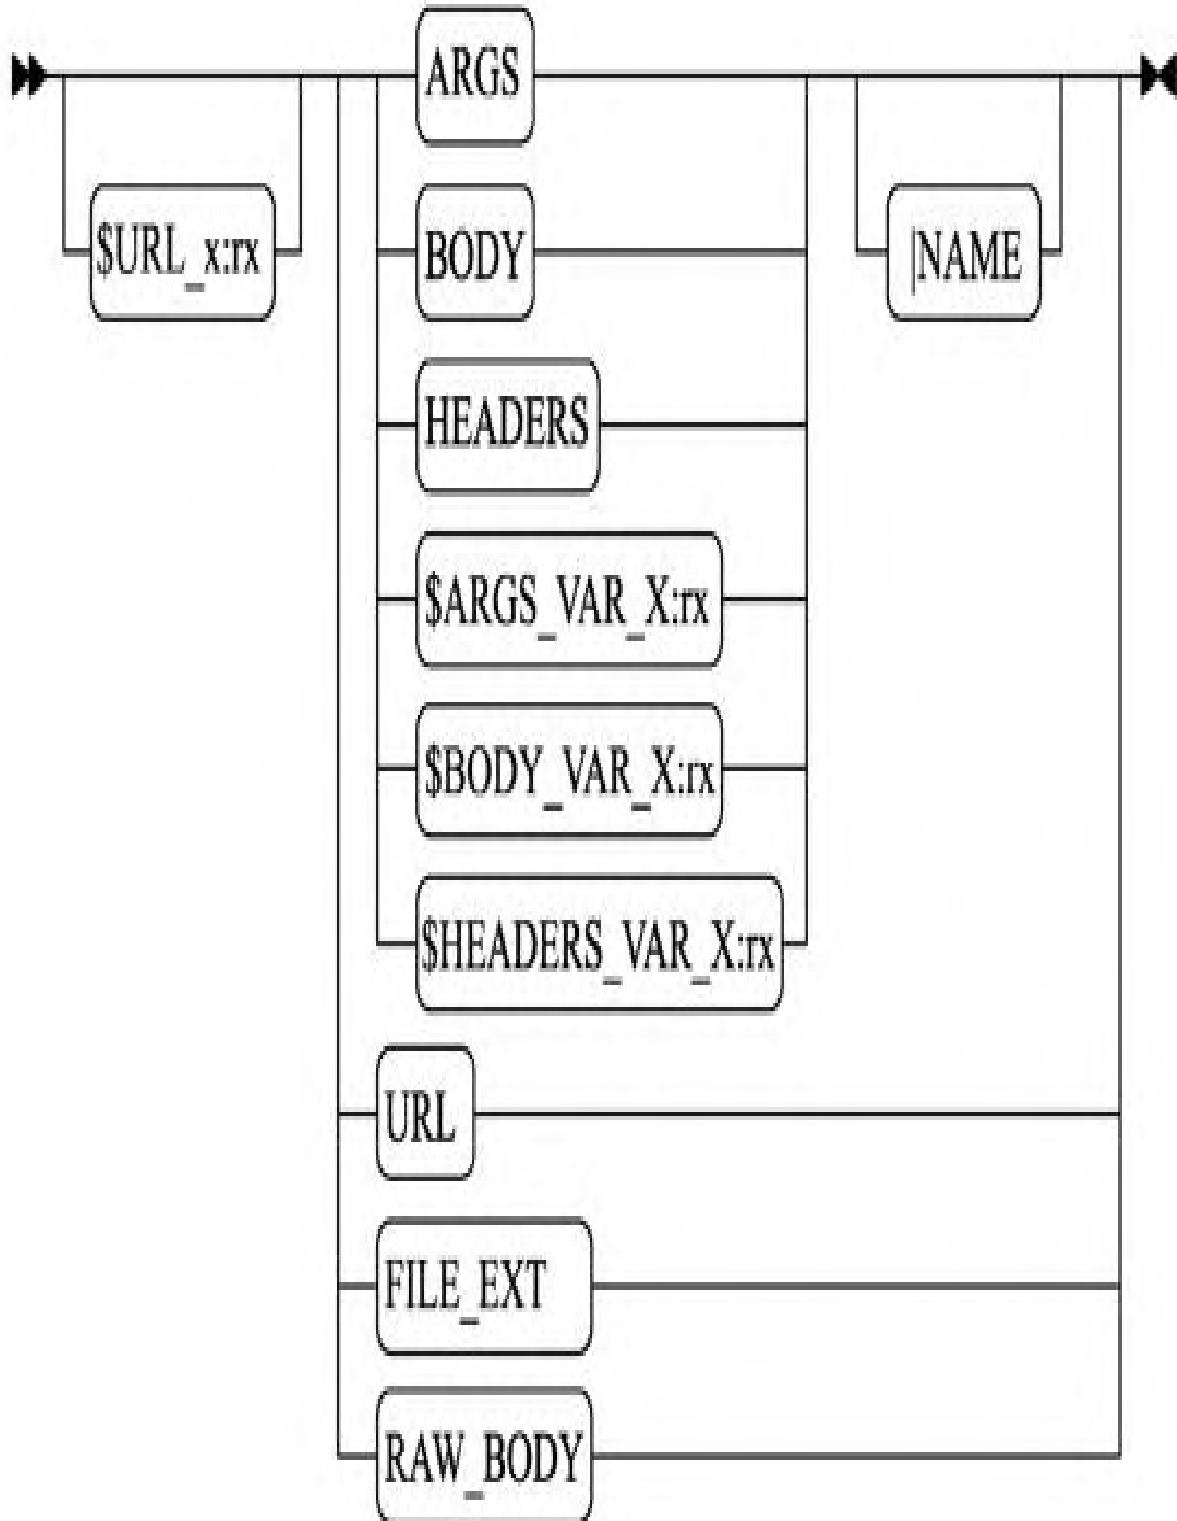 ARGS
$URL_x:rx
BODY
|NAME
HEADERS
$ARGS_VAR_X:rx
$BODY_VAR_X:rx
$HEADERS_VAR_X:rx
URL
FILE_EXT
RAW_BODY